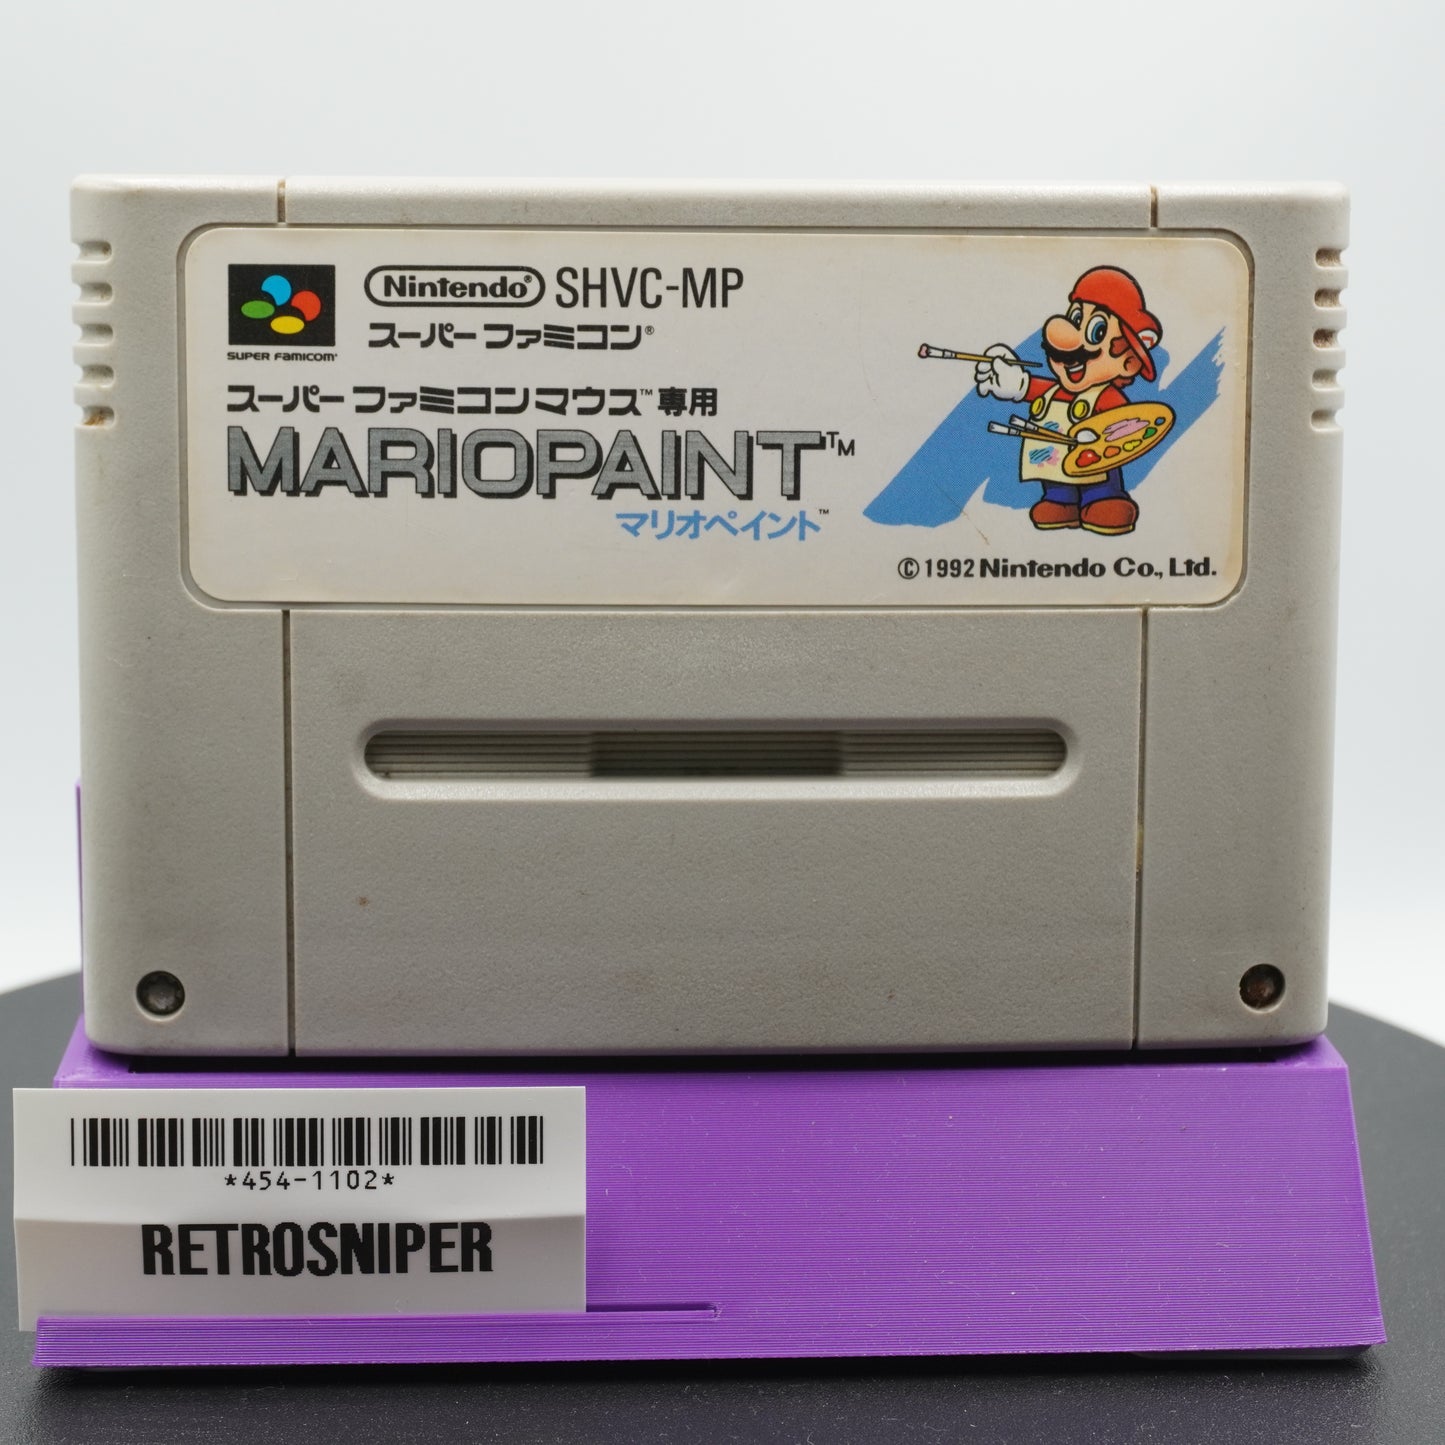 Nintendo® SHVC-MP
スーパーファミコン®
SUPER FAMICOM®
スーパーファミコンマウス™専用
MARIOPAINT™
マリオペイント™
©1992 Nintendo Co., Ltd.
*454-1102*
RETROSNIPER